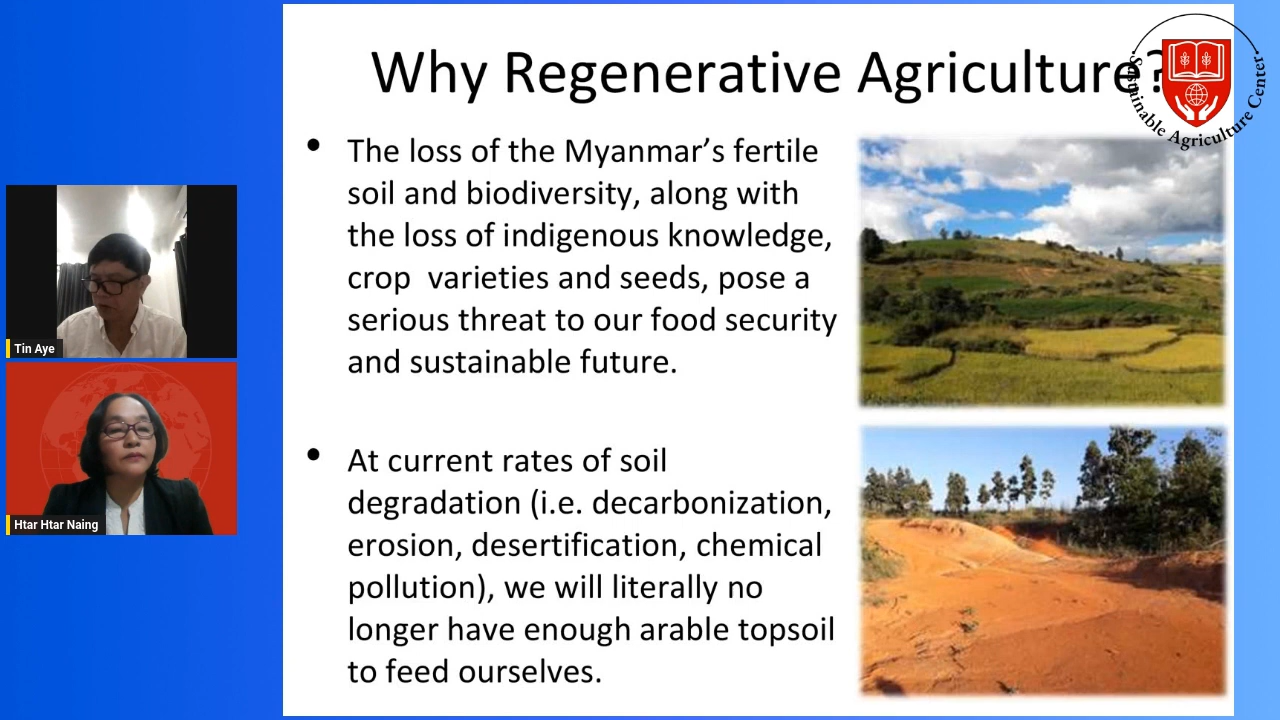 Why Regenerative Agriculture?
Sustainable Agriculture Center
• The loss of the Myanmar’s fertile
soil and biodiversity, along with
the loss of indigenous knowledge,
crop  varieties and seeds, pose a
serious threat to our food security
and sustainable future.
• At current rates of soil
degradation (i.e. decarbonization,
erosion, desertification, chemical
pollution), we will literally no
longer have enough arable topsoil
to feed ourselves.
Tin Aye
Htar Htar Naing